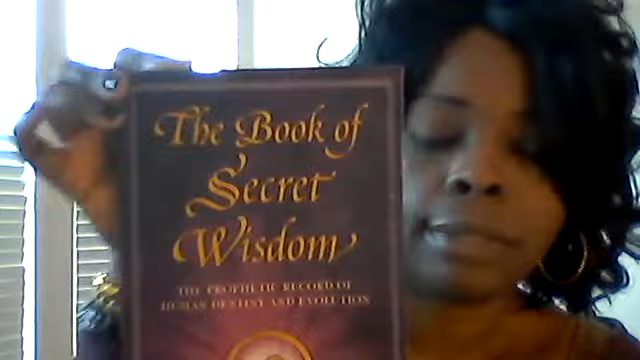 The Book of
Secret
Wisdom
THE PROPHETIC RECORD OF
HUMAN DESTINY AND EVOLUTION